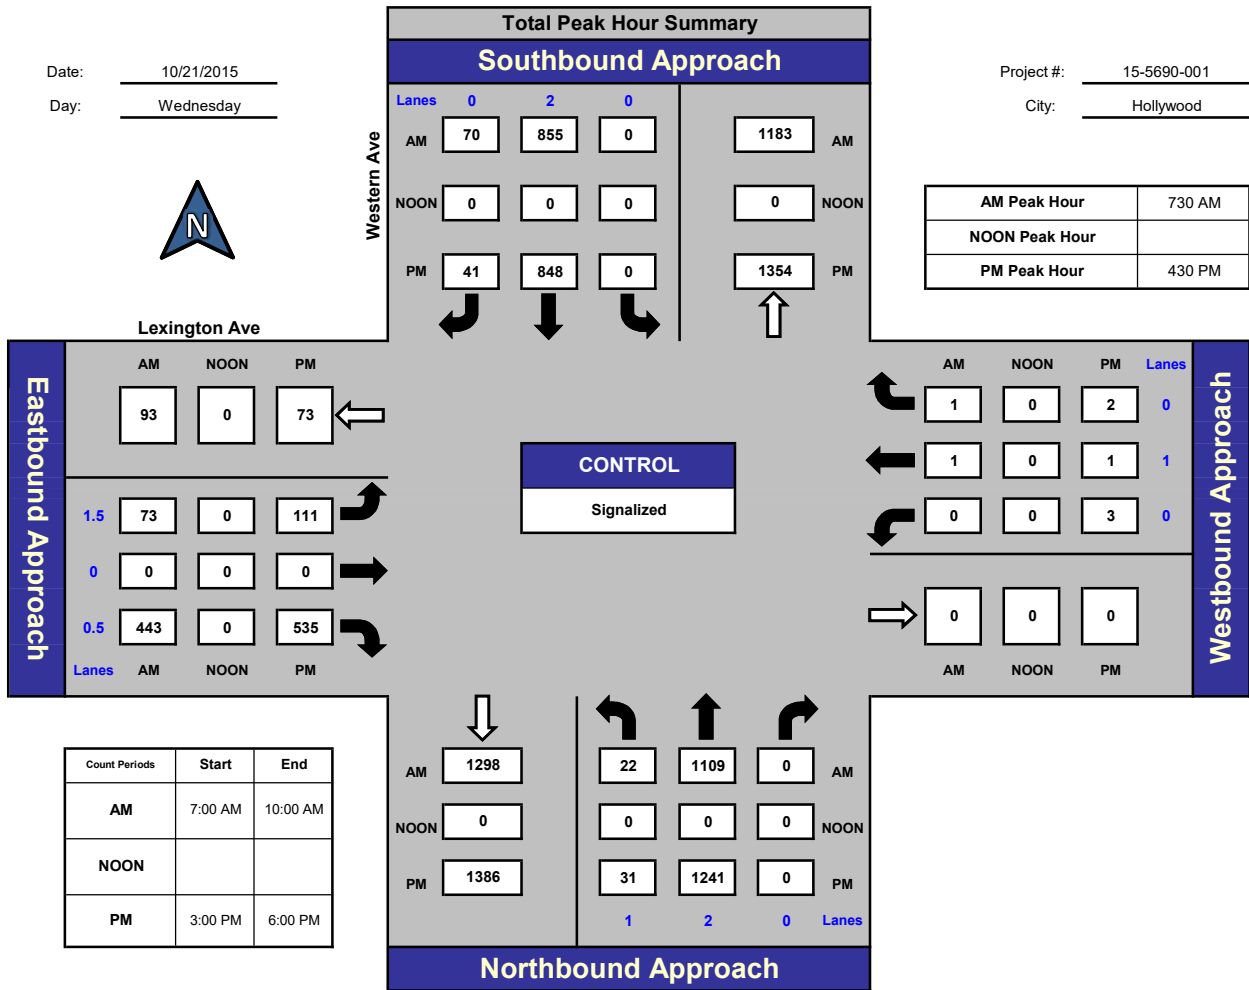 Total Peak Hour Summary
Southbound Approach
Date: 10/21/2015
Day: Wednesday
Project #: 15-5690-001
City: Hollywood
N
Western Ave
Lexington Ave
Lanes 0 2 0
AM 70 855 0 1183 AM
NOON 0 0 0 0 NOON
PM 41 848 0 1354 PM
AM Peak Hour 730 AM
NOON Peak Hour
PM Peak Hour 430 PM
Eastbound Approach
AM NOON PM
93 0 73
1.5 73 0 111
0 0 0 0
0.5 443 0 535
Lanes AM NOON PM
CONTROL
Signalized
AM NOON PM Lanes
1 0 2 0
1 0 1 1
0 0 3 0
0 0 0
AM NOON PM
Westbound Approach
Count Periods Start End
AM 7:00 AM 10:00 AM
NOON
PM 3:00 PM 6:00 PM
AM 1298 22 1109 0 AM
NOON 0 0 0 0 NOON
PM 1386 31 1241 0 PM
1 2 0 Lanes
Northbound Approach